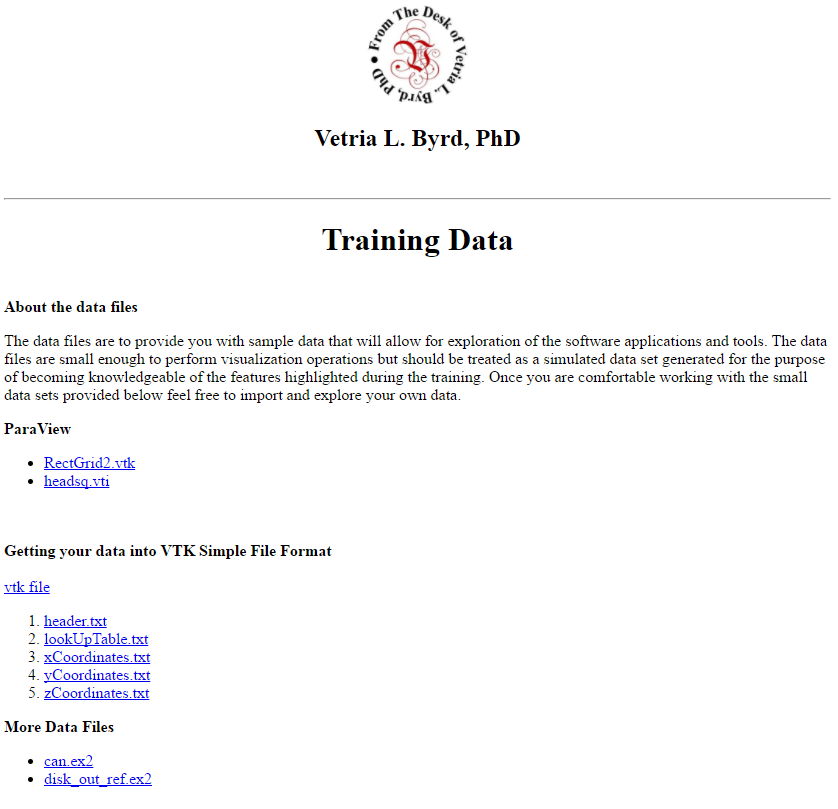 From The Desk of Vetria L. Byrd, PhD
Vetria L. Byrd, PhD
Training Data
About the data files
The data files are to provide you with sample data that will allow for exploration of the software applications and tools. The data
files are small enough to perform visualization operations but should be treated as a simulated data set generated for the purpose
of becoming knowledgeable of the features highlighted during the training. Once you are comfortable working with the small
data sets provided below feel free to import and explore your own data.
ParaView
• RectGrid2.vtk
• headsq.vti
Getting your data into VTK Simple File Format
vtk file
1. header.txt
2. lookUpTable.txt
3. xCoordinates.txt
4. yCoordinates.txt
5. zCoordinates.txt
More Data Files
• can.ex2
• disk_out_ref.ex2